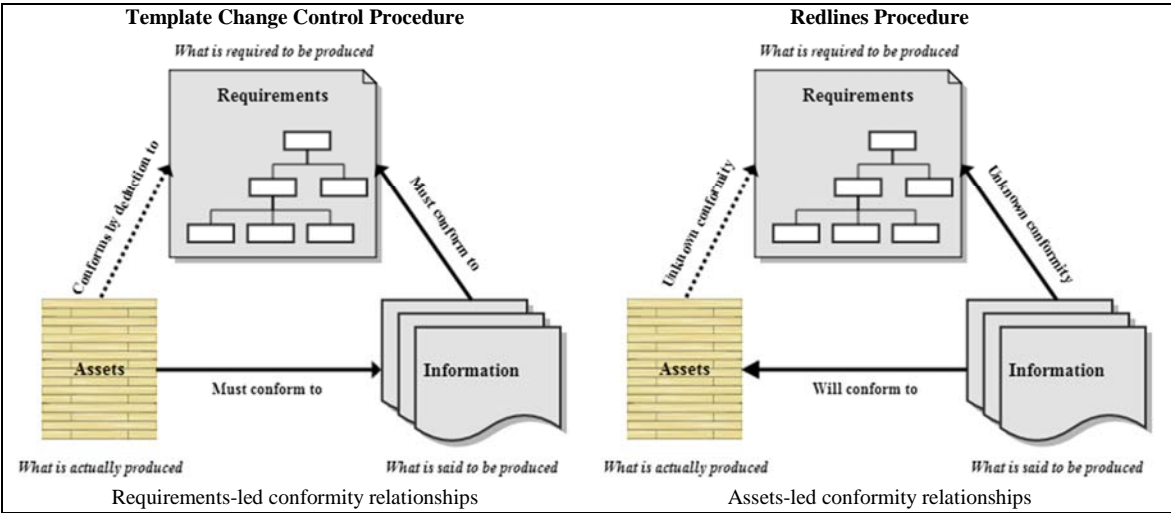 Template Change Control Procedure
What is required to be produced
Requirements
Conforms by deduction to
Must conform to
Assets
Must conform to
Information
What is actually produced
What is said to be produced
Requirements-led conformity relationships
Redlines Procedure
What is required to be produced
Requirements
Unknown conformity
Unknown conformity
Assets
Will conform to
Information
What is actually produced
What is said to be produced
Assets-led conformity relationships